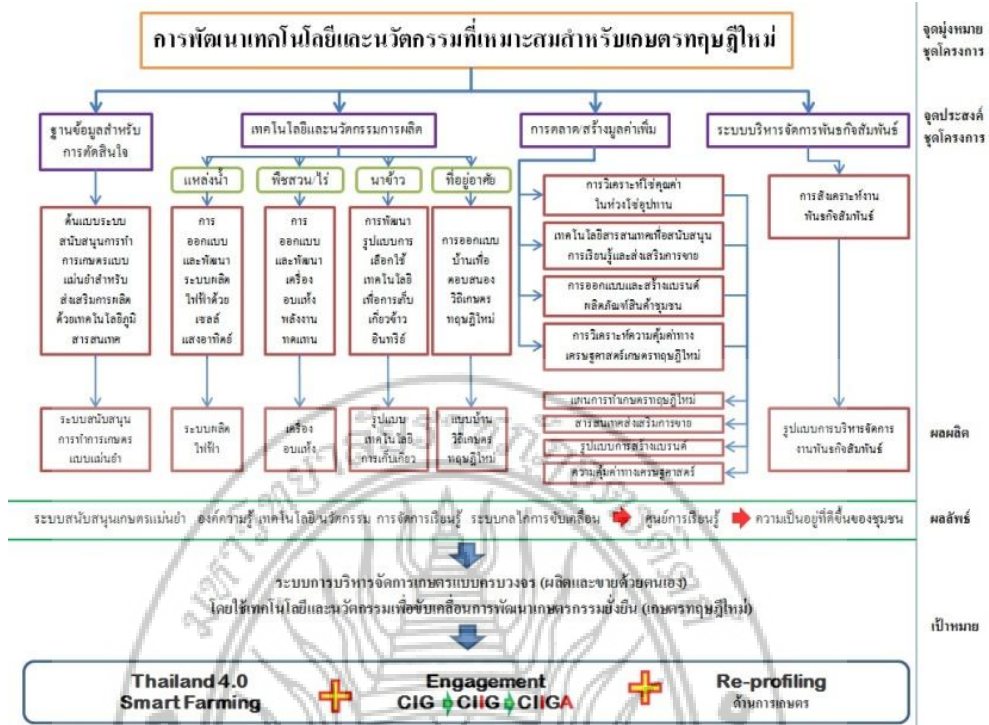 การพัฒนาเทคโนโลยีและนวัตกรรมที่เหมาะสมสำหรับเกษตรทฤษฎีใหม่
จุดมุ่งหมาย
ชุดโครงการ
ฐานข้อมูลสำหรับ
การตัดสินใจ
เทคโนโลยีและนวัตกรรมการผลิต
การตลาด/สร้างมูลค่าเพิ่ม
ระบบบริหารจัดการพันธกิจสัมพันธ์
จุดประสงค์
ชุดโครงการ
แหล่งน้ำ
พืชสวน/ไร่
นาข้าว
ที่อยู่อาศัย
ต้นแบบระบบ
สนับสนุนการทำ
การเกษตรแบบ
แม่นยำสำหรับ
ส่งเสริมการผลิต
ด้วยเทคโนโลยีภูมิ
สารสนเทศ
การ
ออกแบบ
และพัฒนา
ระบบผลิต
ไฟฟ้าด้วย
เซลล์
แสงอาทิตย์
การ
ออกแบบ
และพัฒนา
เครื่อง
อบแห้ง
พลังงาน
ทดแทน
การพัฒนา
รูปแบบการ
เลือกใช้
เทคโนโลยี
เพื่อการเก็บ
เกี่ยวข้าว
อินทรีย์
การออกแบบ
บ้านเพื่อ
ตอบสนอง
วิถีเกษตร
ทฤษฎีใหม่
การวิเคราะห์โซ่คุณค่า
ในห่วงโซ่อุปทาน
เทคโนโลยีสารสนเทศเพื่อสนับสนุน
การเรียนรู้และส่งเสริมการขาย
การออกแบบและสร้างแบรนด์
ผลิตภัณฑ์สินค้าชุมชน
การวิเคราะห์ความคุ้มค่าทาง
เศรษฐศาสตร์เกษตรทฤษฎีใหม่
การสังเคราะห์งาน
พันธกิจสัมพันธ์
ระบบสนับสนุน
การทำการเกษตร
แบบแม่นยำ
ระบบผลิต
ไฟฟ้า
เครื่อง
อบแห้ง
รูปแบบ
เทคโนโลยี
การเก็บเกี่ยว
แบบบ้าน
วิถีเกษตร
ทฤษฎีใหม่
แผนการทำเกษตรทฤษฎีใหม่
สารสนเทศส่งเสริมการขาย
รูปแบบการสร้างแบรนด์
ความคุ้มค่าทางเศรษฐศาสตร์
รูปแบบการบริหารจัดการ
งานพันธกิจสัมพันธ์
ผลผลิต
ระบบสนับสนุนเกษตรแม่นยำ องค์ความรู้ เทคโนโลยี/นวัตกรรม การจัดการเรียนรู้ ระบบกลไกการขับเคลื่อน ศูนย์การเรียนรู้ ความเป็นอยู่ที่ดีขึ้นของชุมชน
ผลลัพธ์
ระบบการบริหารจัดการเกษตรแบบครบวงจร (ผลิตและขายด้วยตนเอง)
โดยใช้เทคโนโลยีและนวัตกรรมเพื่อขับเคลื่อนการพัฒนาเกษตรกรรมยั่งยืน (เกษตรทฤษฎีใหม่)
เป้าหมาย
Thailand 4.0
Smart Farming
Engagement
CIG CIIG CIIGA
Re-profiling
ด้านการเกษตร